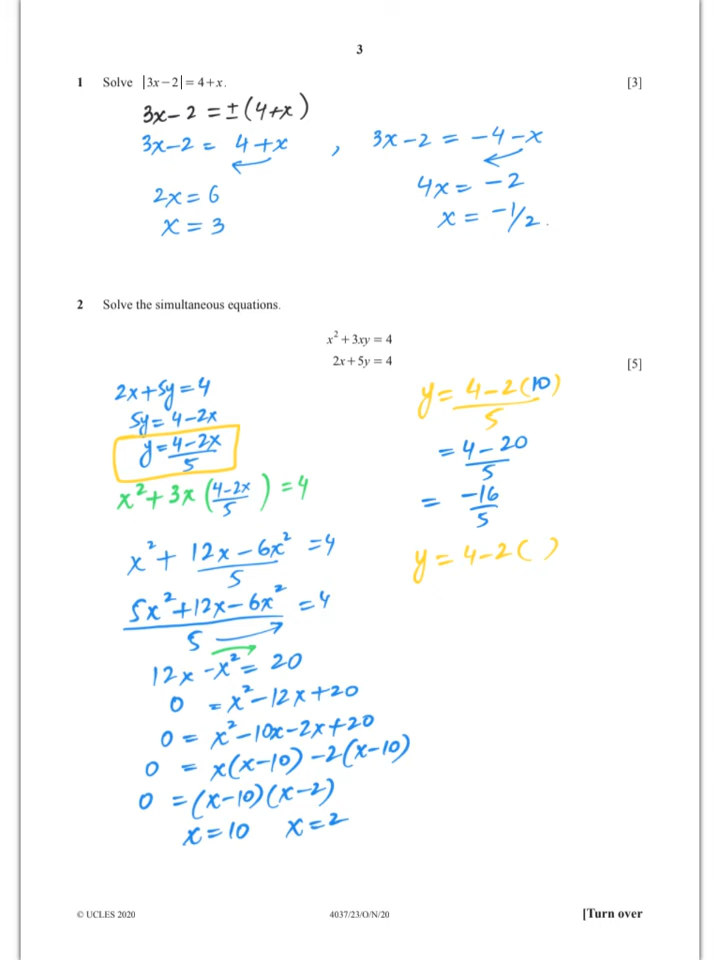 3
1 Solve |3x−2| = 4+x. [3]
3x−2 = ±(4+x)
3x−2 = 4+x , 3x−2 = −4−x
2x = 6 4x = −2
x = 3 x = −1/2.
2 Solve the simultaneous equations.
x² + 3xy = 4
2x + 5y = 4 [5]
2x+5y=4
5y=4−2x
y=4−2x/5
x²+3x(4−2x/5)=4
x²+12x−6x²/5=4
5x²+12x−6x²/5=4
12x−x²=20
0 = x²−12x+20
0 = x²−10x−2x+20
0 = x(x−10)−2(x−10)
0 = (x−10)(x−2)
x=10 x=2
y=4−2(10)/5
=4−20/5
=−16/5
y=4−2( )
© UCLES 2020 4037/23/O/N/20 [Turn over